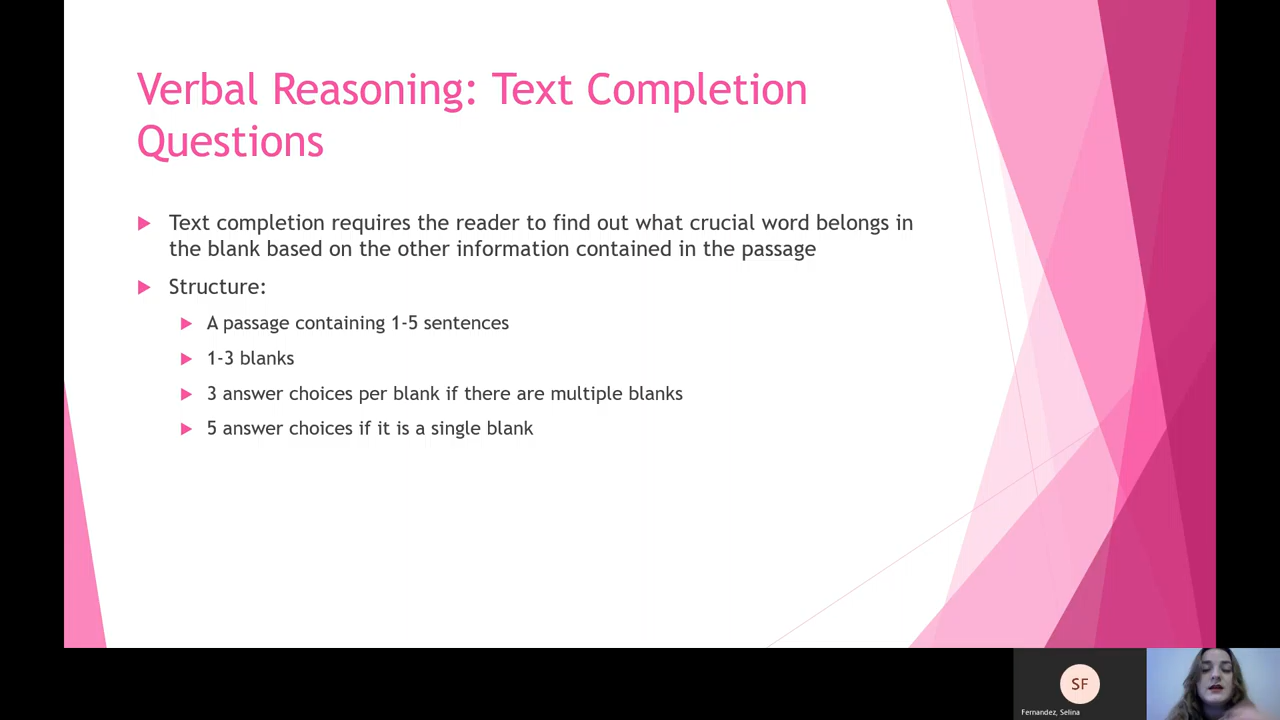 Verbal Reasoning: Text Completion
Questions
Text completion requires the reader to find out what crucial word belongs in
the blank based on the other information contained in the passage
Structure:
A passage containing 1-5 sentences
1-3 blanks
3 answer choices per blank if there are multiple blanks
5 answer choices if it is a single blank
SF
Fernandez, Selina